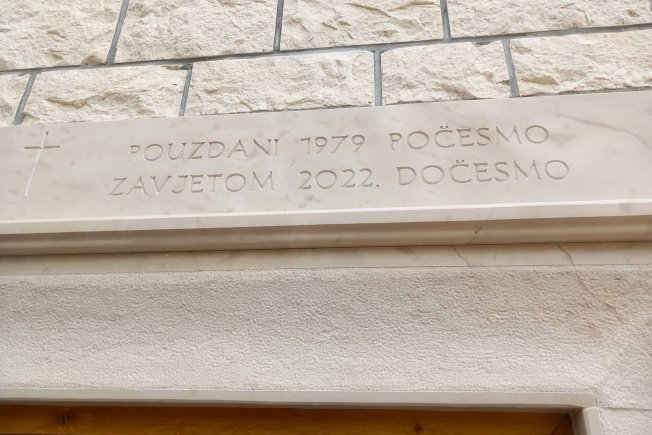 POUZDANI 1979 POČESMO
ZAVJETOM 2022. DOČESMO